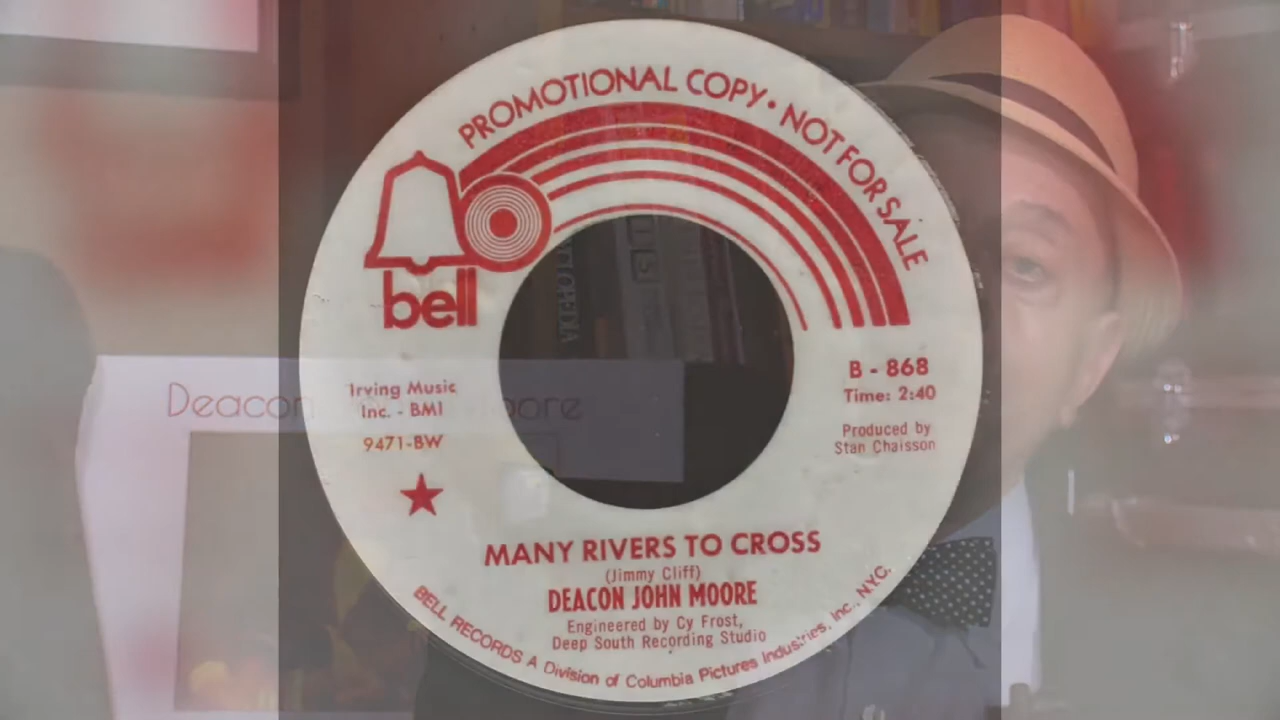 PROMOTIONAL COPY • NOT FOR SALE
bell
B - 868
Time: 2:40
Irving Music
Inc. - BMI
Produced by
Stan Chaisson
9471-BW
MANY RIVERS TO CROSS
(Jimmy Cliff)
DEACON JOHN MOORE
Engineered by Cy Frost,
Deep South Recording Studio
BELL RECORDS A Division of Columbia Pictures Industries, Inc., N.Y.C.
Deacon Moore